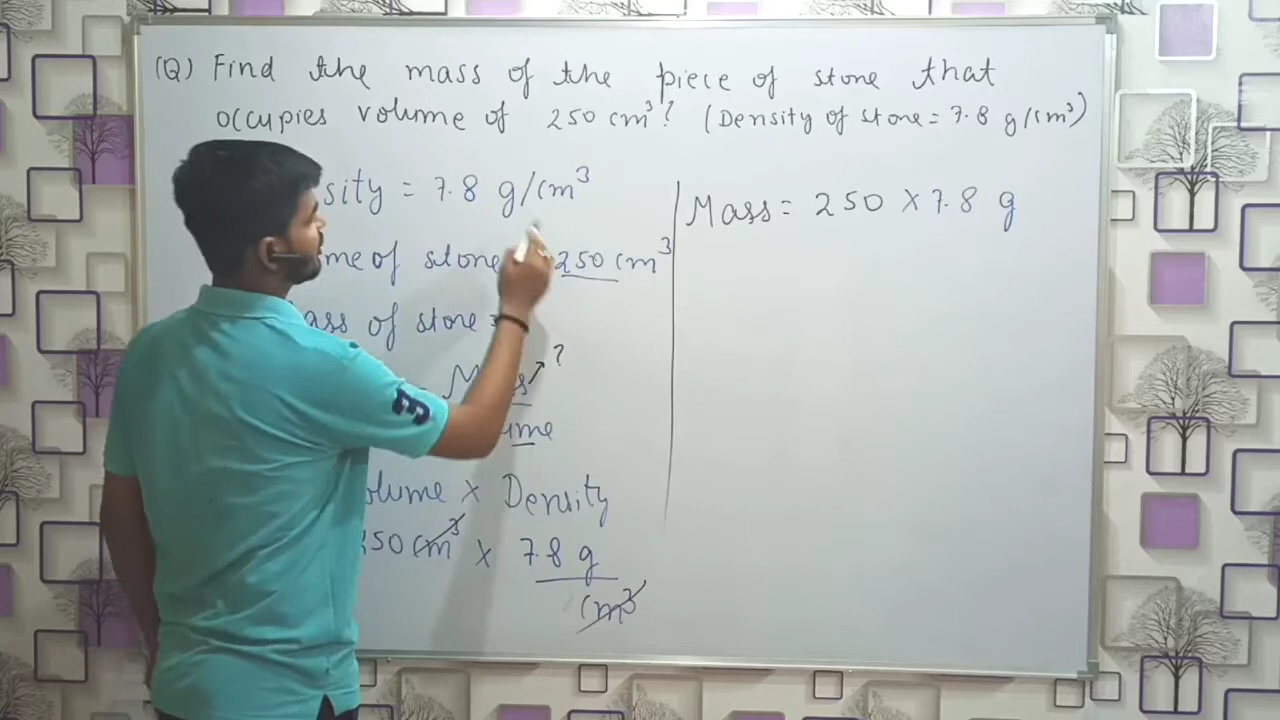 (Q) Find the mass of the piece of stone that
occupies volume of 250 cm³? (Density of stone = 7.8 g/cm³)
sity = 7.8 g/cm³
me of stone 250 cm³
ass of stone =
= Mass ?
ume
olume × Density
250 cm³ × 7.8 g
cm³
Mass = 250 × 7.8 g
3